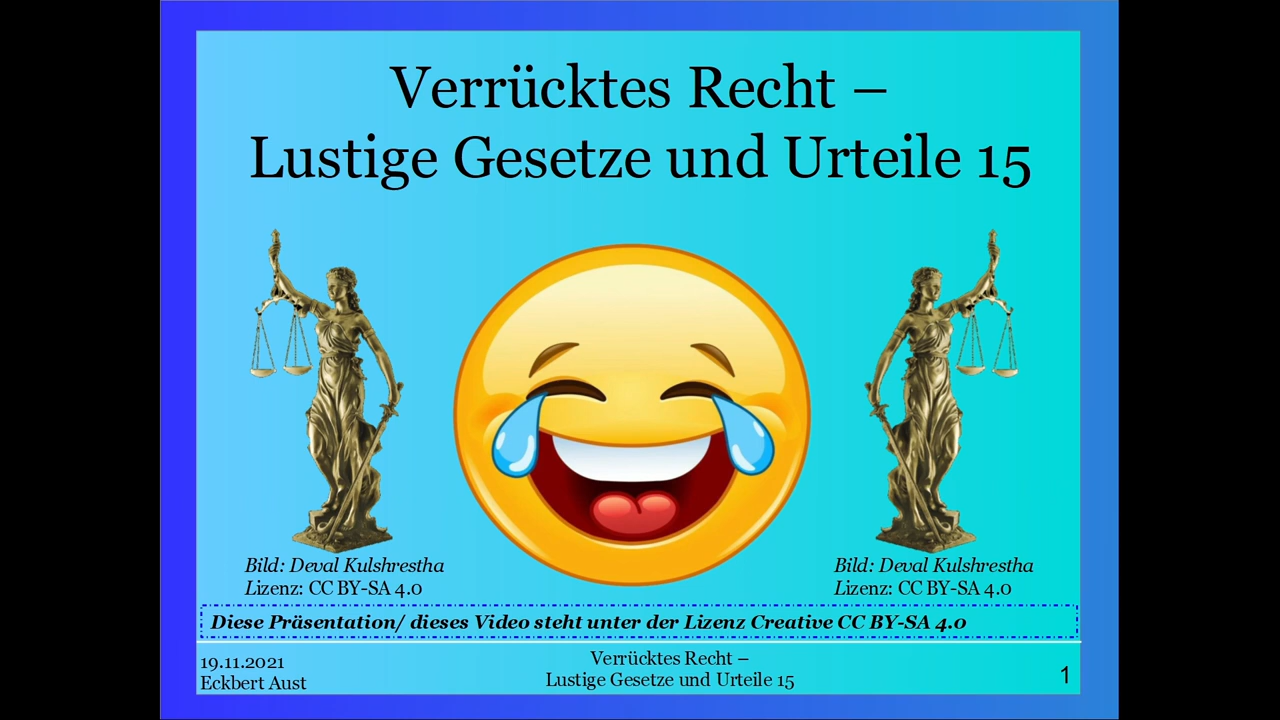 Verrücktes Recht –
Lustige Gesetze und Urteile 15
Bild: Deval Kulshrestha
Lizenz: CC BY-SA 4.0
Bild: Deval Kulshrestha
Lizenz: CC BY-SA 4.0
Diese Präsentation/ dieses Video steht unter der Lizenz Creative CC BY-SA 4.0
19.11.2021
Eckbert Aust
Verrücktes Recht –
Lustige Gesetze und Urteile 15
1